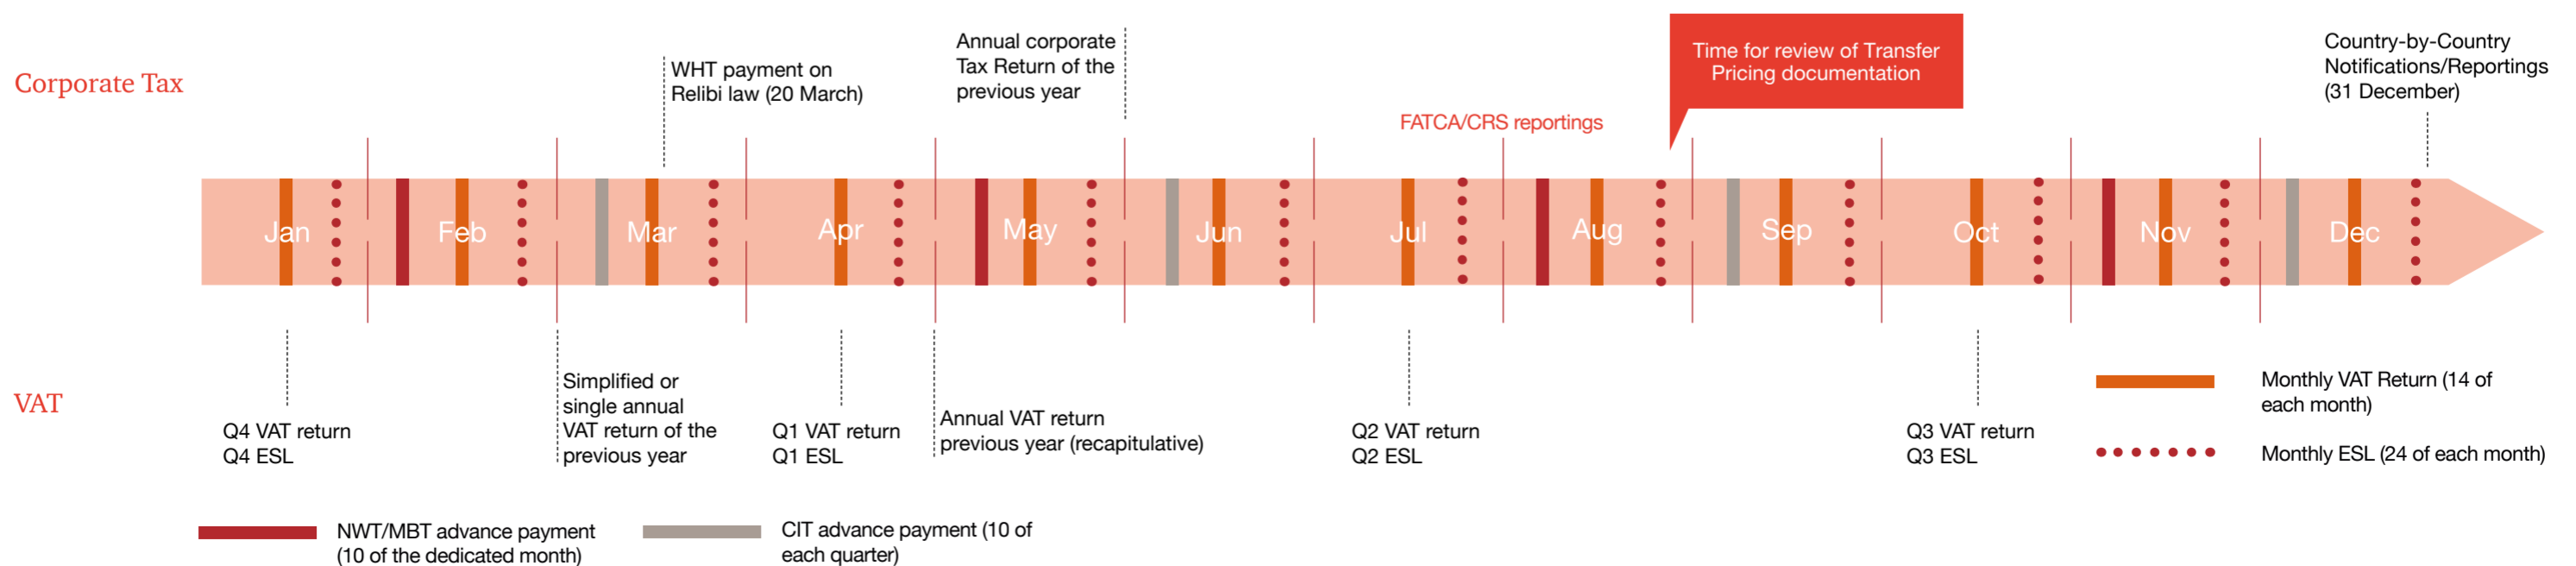 Corporate Tax
WHT payment on
Relibi law (20 March)
Annual corporate
Tax Return of the
previous year
FATCA/CRS reportings
Time for review of Transfer
Pricing documentation
Country-by-Country
Notifications/Reportings
(31 December)
Jan
Feb
Mar
Apr
May
Jun
Jul
Aug
Sep
Oct
Nov
Dec
VAT
Q4 VAT return
Q4 ESL
Simplified or
single annual
VAT return of the
previous year
Q1 VAT return
Q1 ESL
Annual VAT return
previous year (recapitulative)
Q2 VAT return
Q2 ESL
Q3 VAT return
Q3 ESL
Monthly VAT Return (14 of
each month)
Monthly ESL (24 of each month)
NWT/MBT advance payment
(10 of the dedicated month)
CIT advance payment (10 of
each quarter)